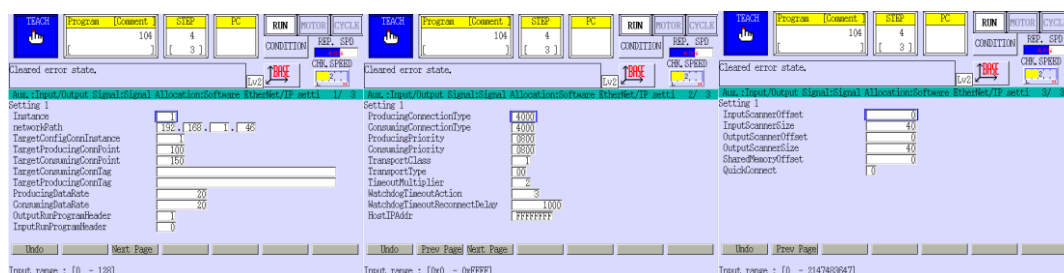 TEACH
Program [Comment ]
104
[ ]
STEP
4
[ 3 ]
PC
RUN
MOTOR
CYCLE
CONDITION
REP. SPD
CHK.SPEED
2
Cleared error state.
Lv2
BASE
Aux.:Input/Output Signal:Signal Allocation:Software EtherNet/IP setti 1/ 3
Setting 1
Instance 1
networkPath 192.168. 1. 46
TargetConfigConnInstance 1
TargetProducingConnPoint 100
TargetConsumingConnPoint 150
TargetConsumingConnTag
TargetProducingConnTag
ProducingDataRate 20
ConsumingDataRate 20
OutputRunProgramHeader 1
InputRunProgramHeader 0
Undo
Next Page
Input range : [0 - 128]
TEACH
Program [Comment ]
104
[ ]
STEP
4
[ 3 ]
PC
RUN
MOTOR
CYCLE
CONDITION
REP. SPD
CHK.SPEED
2
Cleared error state.
Lv2
BASE
Aux.:Input/Output Signal:Signal Allocation:Software EtherNet/IP setti 2/ 3
Setting 1
ProducingConnectionType 4000
ConsumingConnectionType 4000
ProducingPriority 0800
ConsumingPriority 0800
TransportClass 1
TransportType 00
TimeoutMultiplier 2
WatchdogTimeoutAction 3
WatchdogTimeoutReconnectDelay 1000
HostIPAddr FFFFFFFF
Undo
Prev Page
Next Page
Input range : [0x0 - 0xFFFF]
TEACH
Program [Comment ]
104
[ ]
STEP
4
[ 3 ]
PC
RUN
MOTOR
CYCL
CONDITION
REP. SPD
CHK.SPEED
2
Cleared error state.
Lv2
BASE
Aux.:Input/Output Signal:Signal Allocation:Software EtherNet/IP setti 3/ 3
Setting 1
InputScannerOffset 0
InputScannerSize 40
OutputScannerOffset 0
OutputScannerSize 40
SharedMemoryOffset 0
QuickConnect 0
Undo
Prev Page
Input range : [0 - 2147483647]